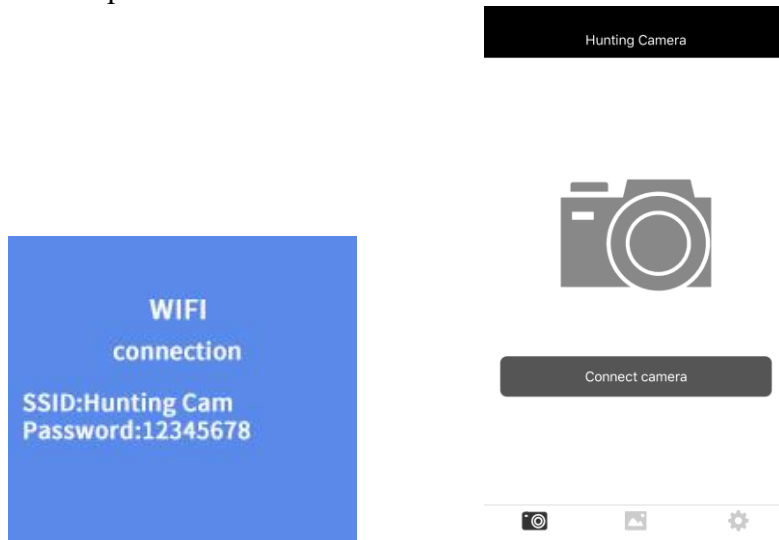 WIFI
connection
SSID:Hunting Cam
Password:12345678
Hunting Camera
Connect camera